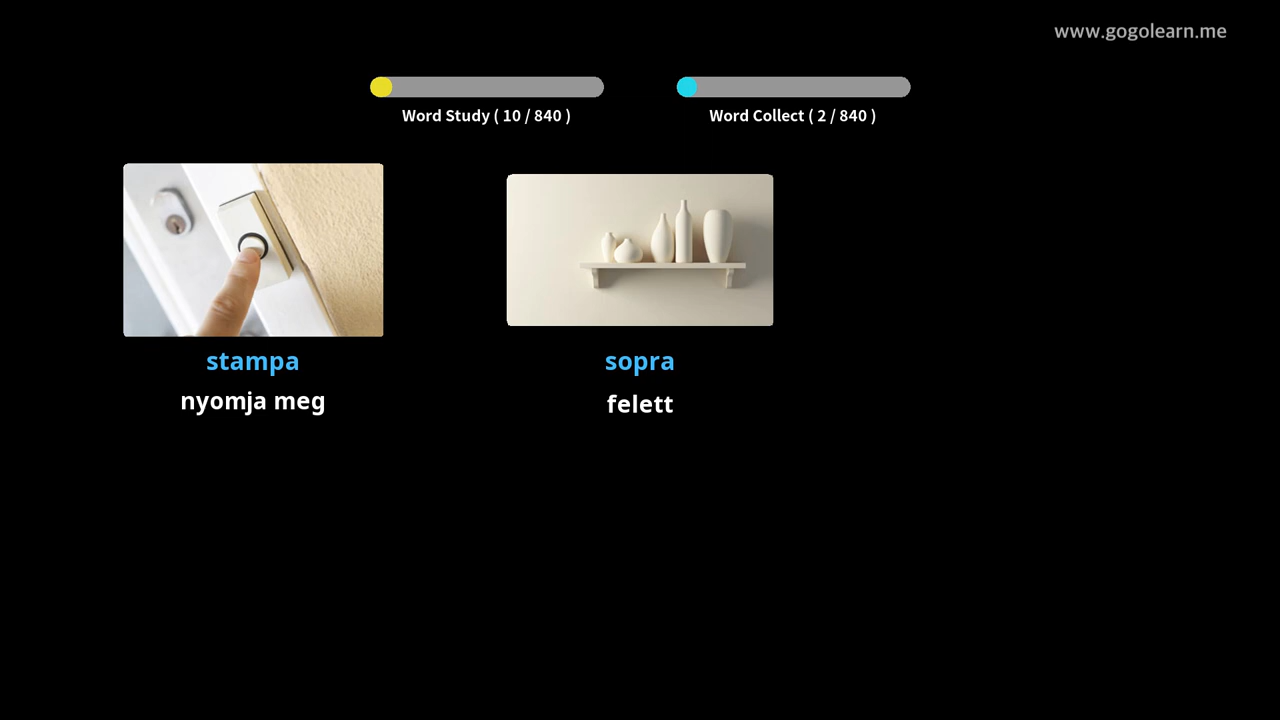 www.gogolearn.me
Word Study ( 10 / 840 )
Word Collect ( 2 / 840 )
stampa
nyomja meg
sopra
felett